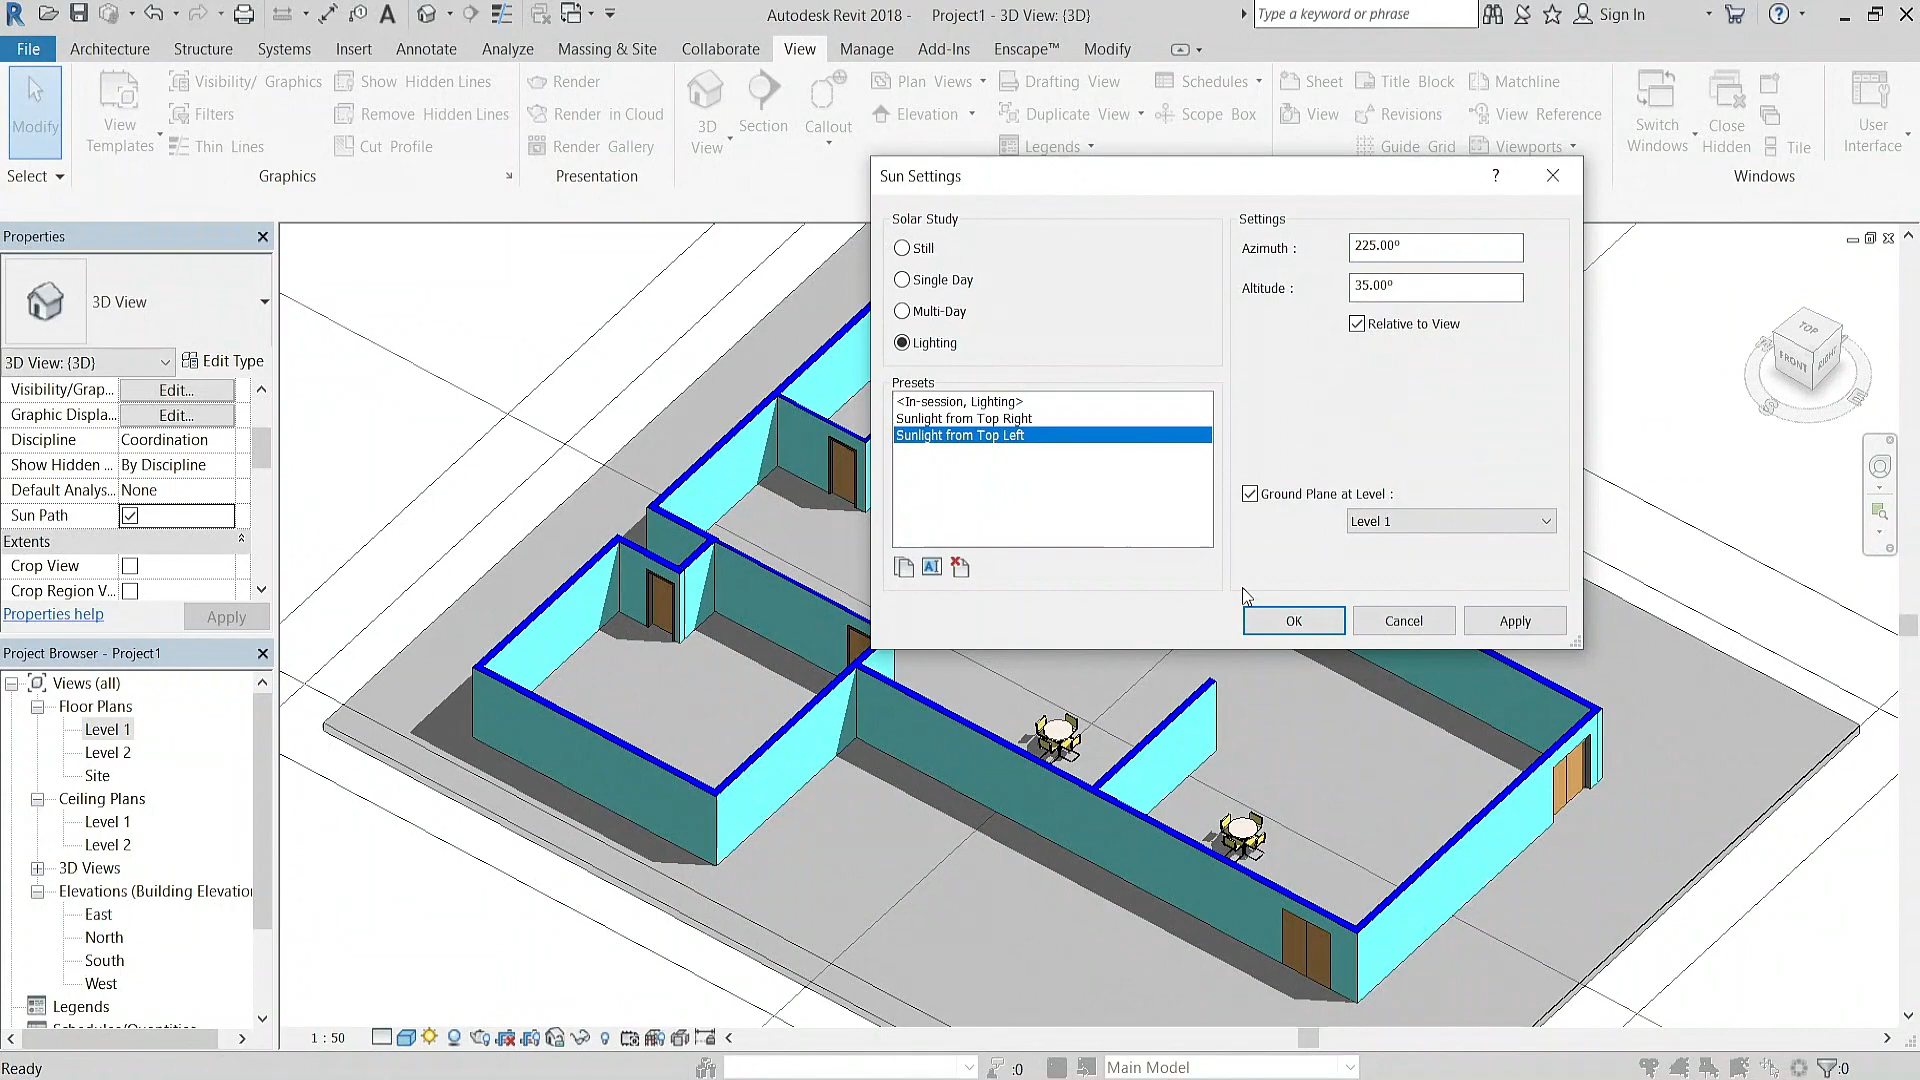 Autodesk Revit 2018 - Project1 - 3D View: {3D}
Type a keyword or phrase
Sign In
File Architecture Structure Systems Insert Annotate Analyze Massing & Site Collaborate View Manage Add-Ins Enscape™ Modify
Modify
View Templates
Visibility/ Graphics
Filters
Thin Lines
Show Hidden Lines
Remove Hidden Lines
Cut Profile
Render
Render in Cloud
Render Gallery
3D View
Section
Callout
Plan Views
Elevation
Drafting View
Duplicate View
Legends
Schedules
Scope Box
Sheet
View
Title Block
Revisions
Guide Grid
Matchline
View Reference
Viewports
Switch Windows
Close Hidden
Tile
User Interface
Select
Graphics
Presentation
Windows
Properties
3D View
3D View: {3D}
Edit Type
Visibility/Grap... Edit...
Graphic Displa... Edit...
Discipline Coordination
Show Hidden ... By Discipline
Default Analys... None
Sun Path
Extents
Crop View
Crop Region V...
Properties help
Apply
Project Browser - Project1
Views (all)
Floor Plans
Level 1
Level 2
Site
Ceiling Plans
Level 1
Level 2
3D Views
Elevations (Building Elevatio
East
North
South
West
Legends
Sun Settings
?
Solar Study
Still
Single Day
Multi-Day
Lighting
Presets
<In-session, Lighting>
Sunlight from Top Right
Sunlight from Top Left
Settings
Azimuth : 225.00º
Altitude : 35.00º
Relative to View
Ground Plane at Level :
Level 1
OK
Cancel
Apply
TOP
FRONT
RIGHT
S
E
1 : 50
Ready
:0
Main Model
:0